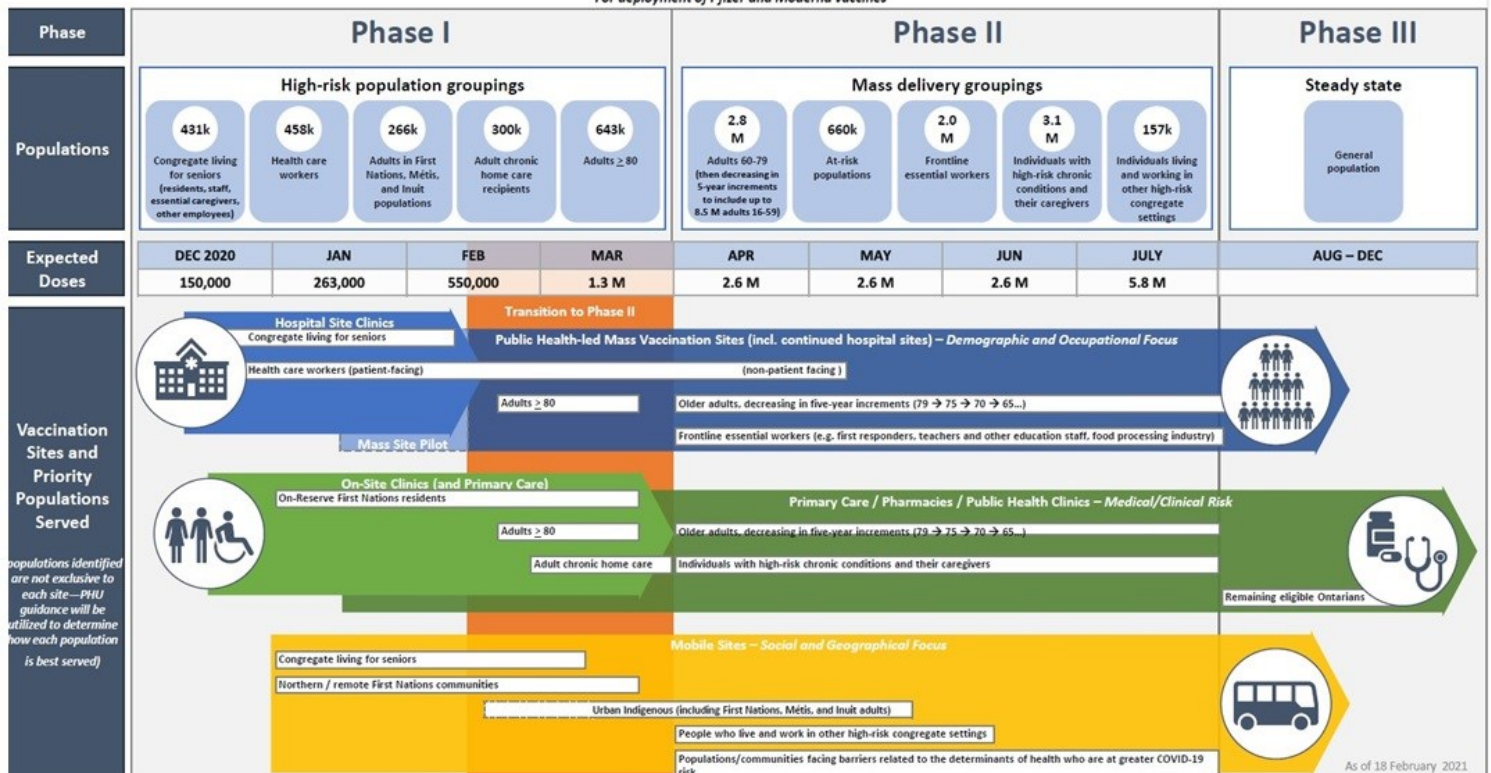 For deployment of Pfizer and Moderna vaccines
Phase
Phase I
Phase II
Phase III
Populations
High-risk population groupings
431k
Congregate living
for seniors
(residents, staff,
essential caregivers,
other employees)
458k
Health care
workers
266k
Adults in First
Nations, Métis,
and Inuit
populations
300k
Adult chronic
home care
recipients
643k
Adults ≥ 80
Mass delivery groupings
2.8
M
Adults 60-79
(then decreasing in
5-year increments
to include up to
8.5 M adults 16-59)
660k
At-risk
populations
2.0
M
Frontline
essential workers
3.1
M
Individuals with
high-risk chronic
conditions and
their caregivers
157k
Individuals living
and working in
other high-risk
congregate
settings
Steady state
General
population
Expected
Doses
DEC 2020 JAN FEB MAR APR MAY JUN JULY AUG – DEC
150,000 263,000 550,000 1.3 M 2.6 M 2.6 M 2.6 M 5.8 M
Vaccination
Sites and
Priority
Populations
Served
populations identified
are not exclusive to
each site—PHU
guidance will be
utilized to determine
how each population
is best served)
Transition to Phase II
Hospital Site Clinics
Congregate living for seniors
Public Health-led Mass Vaccination Sites (incl. continued hospital sites) – Demographic and Occupational Focus
Health care workers (patient-facing) (non-patient facing )
Adults ≥ 80
Older adults, decreasing in five-year increments (79 → 75 → 70 → 65...)
Mass Site Pilot
Frontline essential workers (e.g. first responders, teachers and other education staff, food processing industry)
On-Site Clinics (and Primary Care)
On-Reserve First Nations residents
Primary Care / Pharmacies / Public Health Clinics – Medical/Clinical Risk
Adults ≥ 80
Older adults, decreasing in five-year increments (79 → 75 → 70 → 65...)
Adult chronic home care
Individuals with high-risk chronic conditions and their caregivers
Remaining eligible Ontarians
Mobile Sites – Social and Geographical Focus
Congregate living for seniors
Northern / remote First Nations communities
Urban Indigenous (including First Nations, Métis, and Inuit adults)
People who live and work in other high-risk congregate settings
Populations/communities facing barriers related to the determinants of health who are at greater COVID-19
risk
As of 18 February 2021